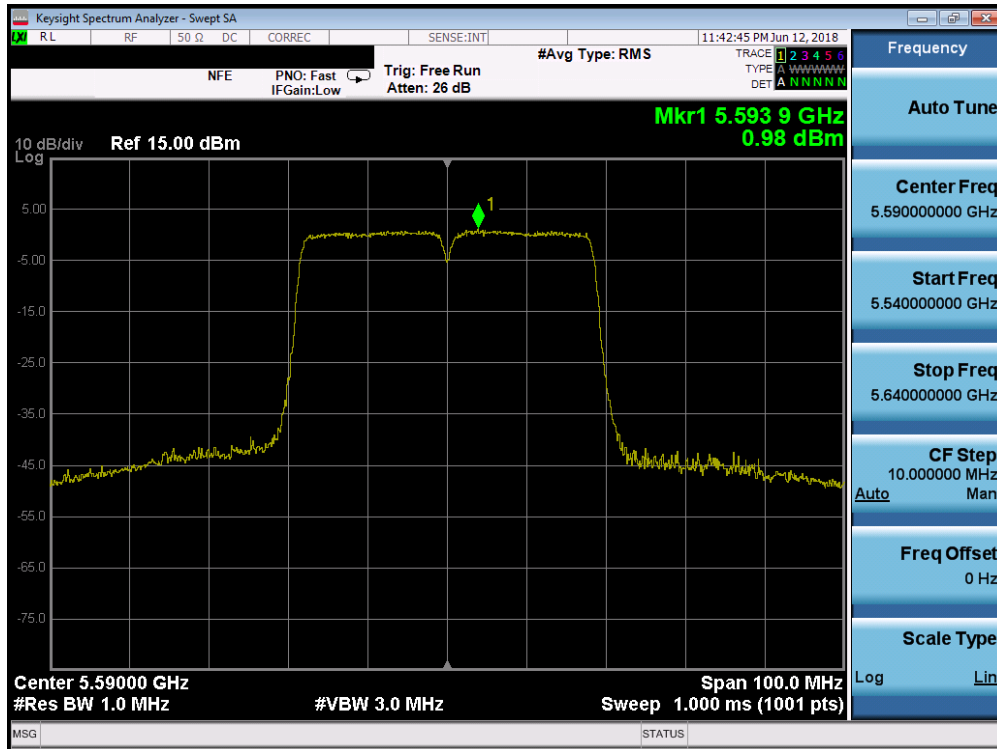 Keysight Spectrum Analyzer - Swept SA
LXI RL RF 50 Ω DC CORREC SENSE:INT 11:42:45 PM Jun 12, 2018
Frequency
NFE PNO: Fast Trig: Free Run #Avg Type: RMS TRACE 1 2 3 4 5 6
IFGain:Low Atten: 26 dB TYPE A WWWWW
DET A N N N N N
Auto Tune
Mkr1 5.593 9 GHz
0.98 dBm
10 dB/div Ref 15.00 dBm
Log
1
5.00
-5.00
-15.0
-25.0
-35.0
-45.0
-55.0
-65.0
-75.0
Center Freq
5.590000000 GHz
Start Freq
5.540000000 GHz
Stop Freq
5.640000000 GHz
CF Step
10.000000 MHz
Auto Man
Freq Offset
0 Hz
Scale Type
Log Lin
Center 5.59000 GHz Span 100.0 MHz
#Res BW 1.0 MHz #VBW 3.0 MHz Sweep 1.000 ms (1001 pts)
MSG STATUS